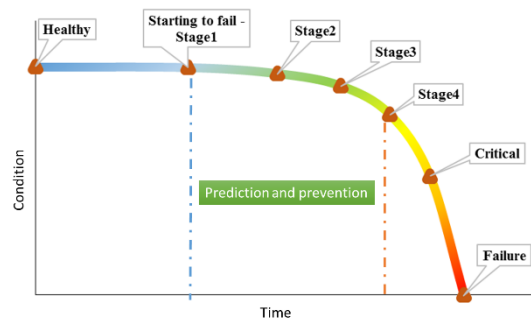 Healthy
Starting to fail -
Stage1
Stage2
Stage3
Stage4
Critical
Failure
Prediction and prevention
Condition
Time